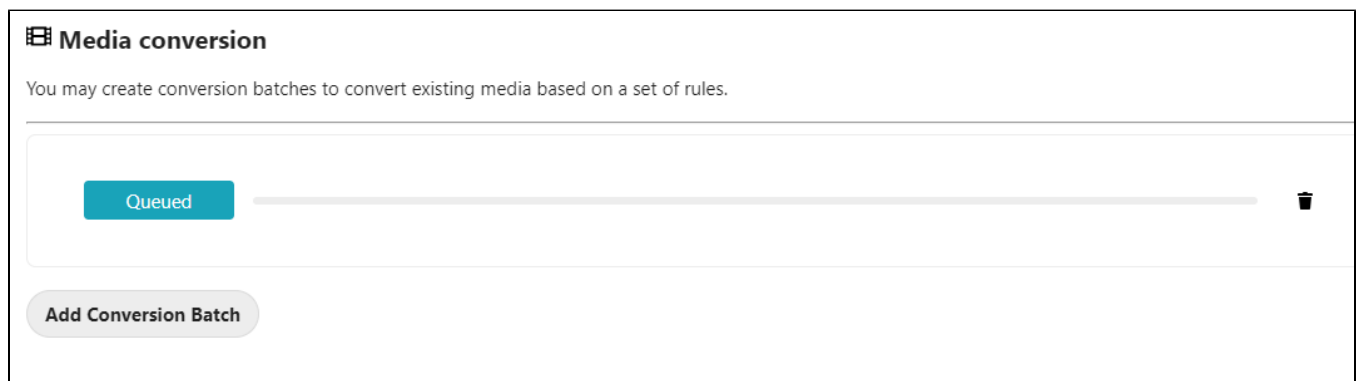 Media conversion
You may create conversion batches to convert existing media based on a set of rules.
Queued
Add Conversion Batch